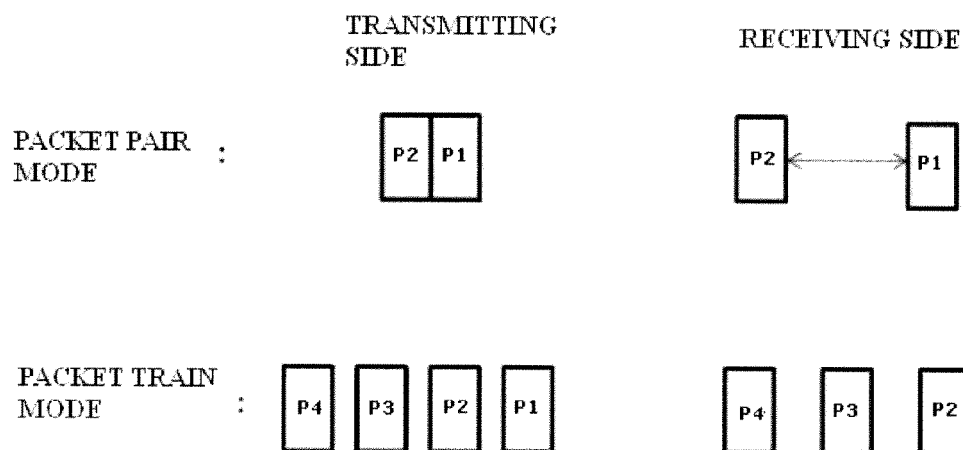 TRANSMITTING
SIDE
RECEIVING SIDE
PACKET PAIR
MODE :
P2 P1
P2 P1
PACKET TRAIN
MODE :
P4 P3 P2 P1
P4 P3 P2